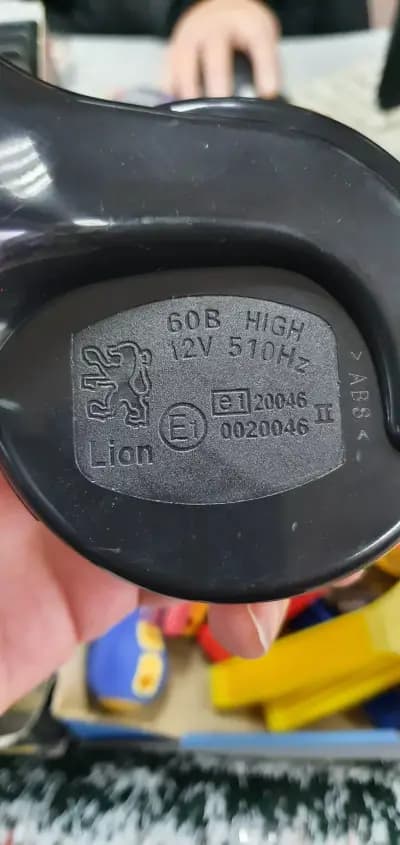 60B HIGH
12V 510Hz
Lion
E1
e1 20046
0020046 II
>ABS<